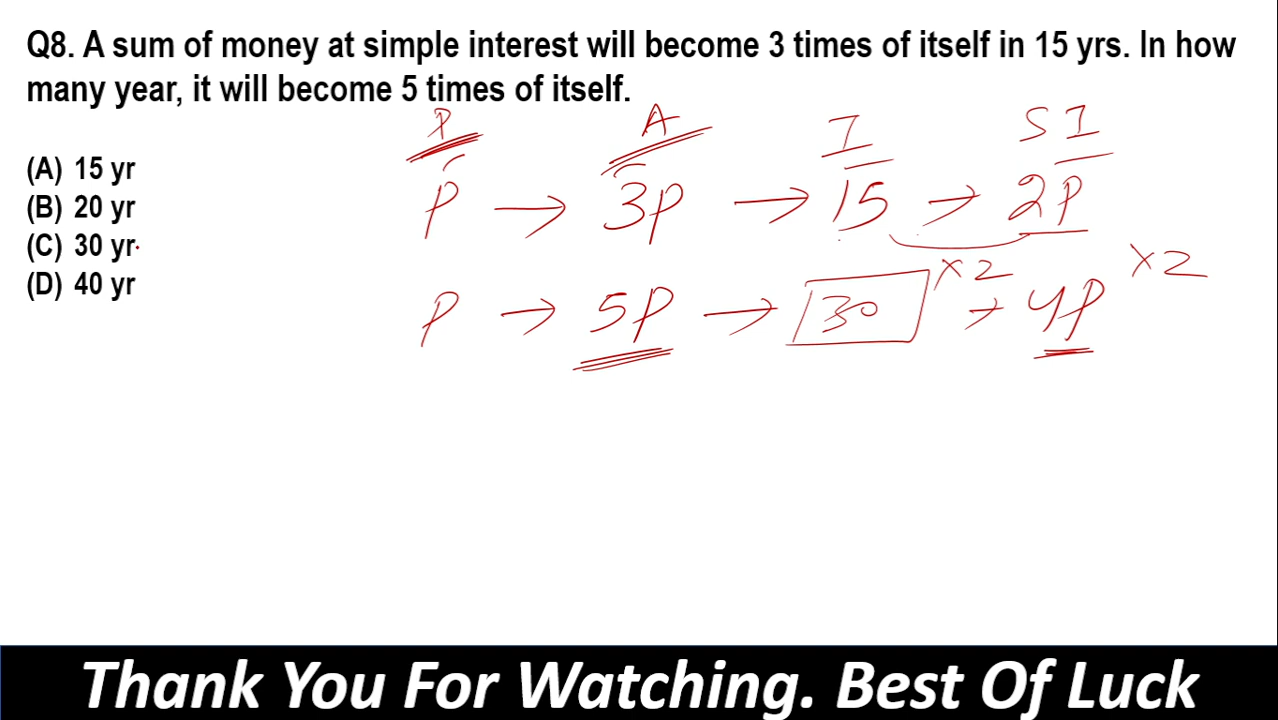 Q8. A sum of money at simple interest will become 3 times of itself in 15 yrs. In how
many year, it will become 5 times of itself.
P A T SI
(A) 15 yr
P → 3P → 15 → 2P
(B) 20 yr
(C) 30 yr
×2 ×2
(D) 40 yr
P → 5P → 30 → 4P
Thank You For Watching. Best Of Luck